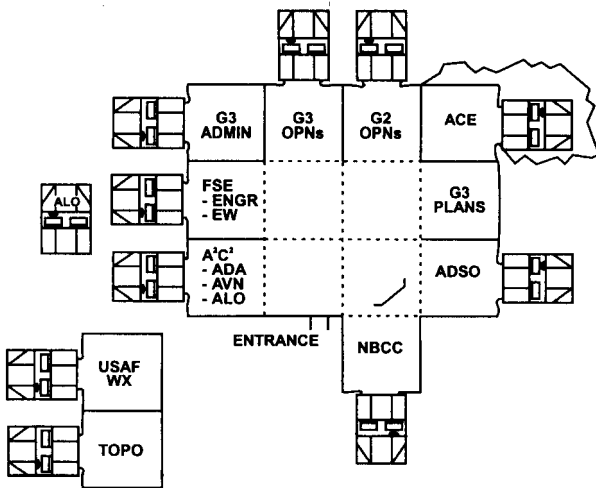 G3
ADMIN
G3
OPNs
G2
OPNs
ACE
ALO
FSE
- ENGR
- EW
G3
PLANS
A²C²
- ADA
- AVN
- ALO
ADSO
ENTRANCE
NBCC
USAF
WX
TOPO